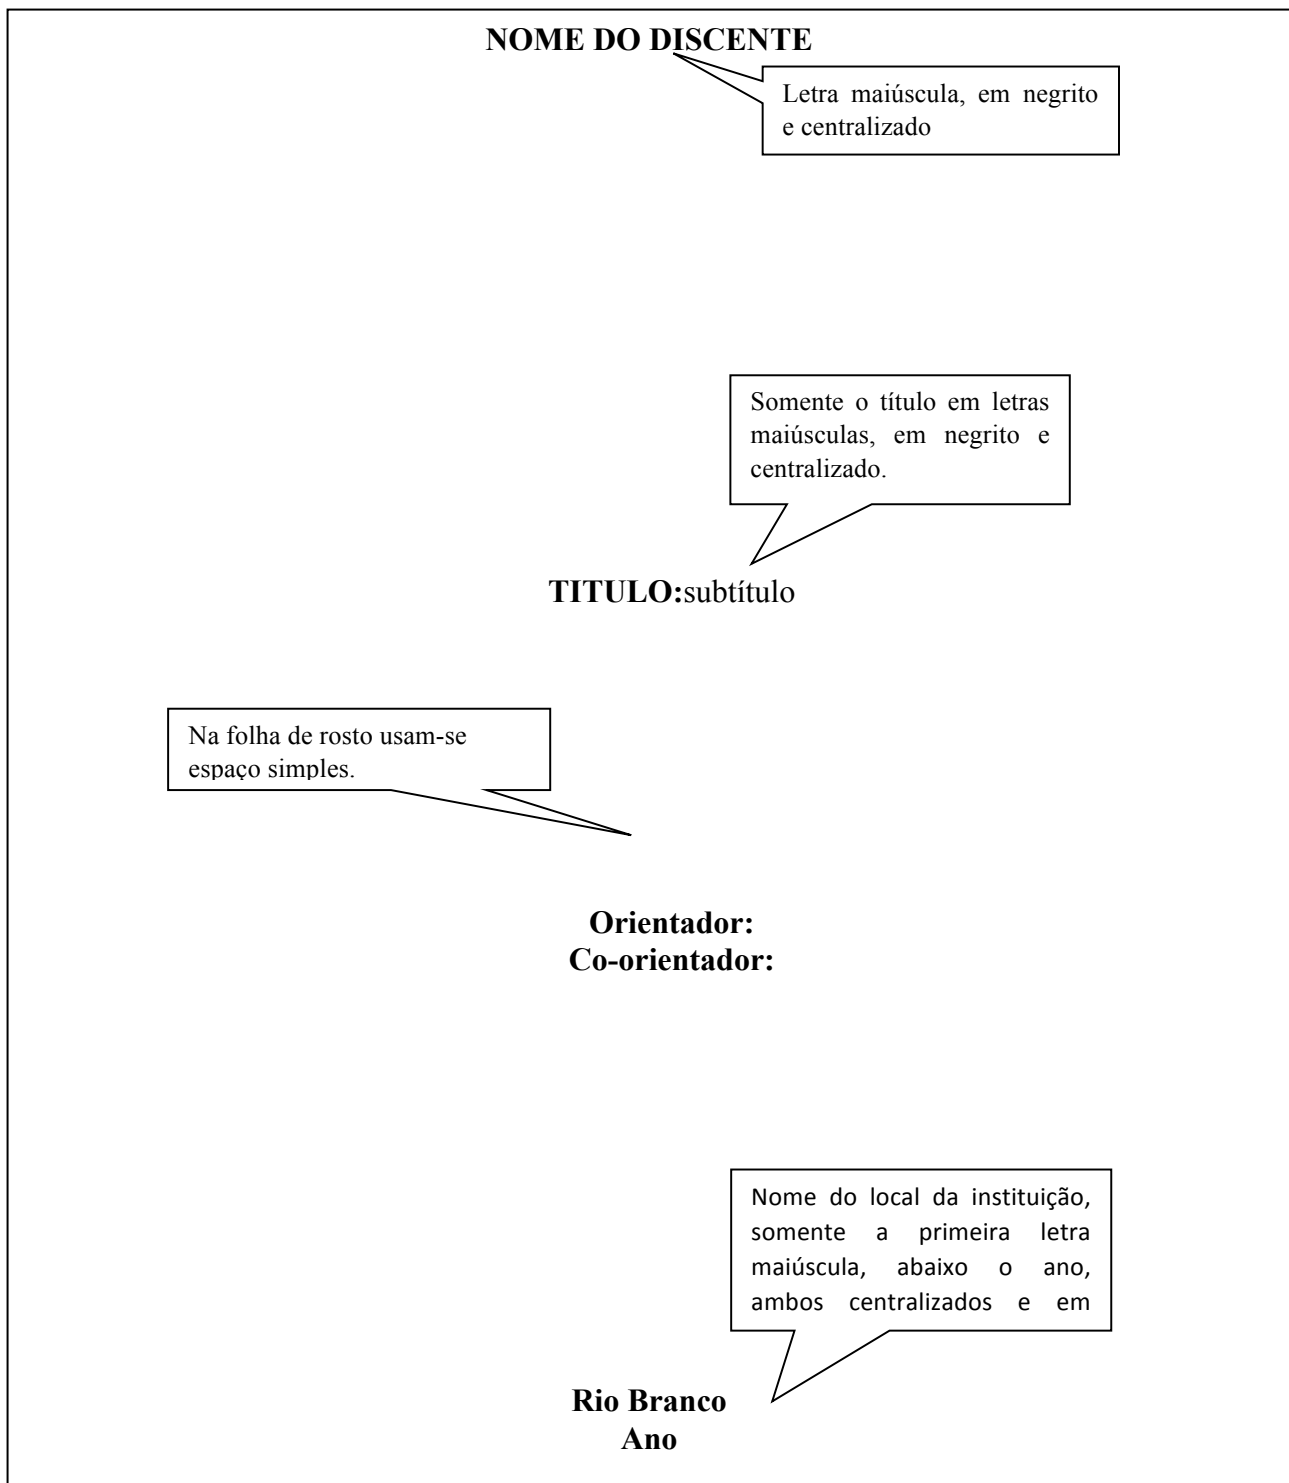 NOME DO DISCENTE
Letra maiúscula, em negrito
e centralizado
Somente o título em letras
maiúsculas, em negrito e
centralizado.
TITULO:subtítulo
Na folha de rosto usam-se
espaço simples.
Orientador:
Co-orientador:
Nome do local da instituição,
somente a primeira letra
maiúscula, abaixo o ano,
ambos centralizados e em
Rio Branco
Ano